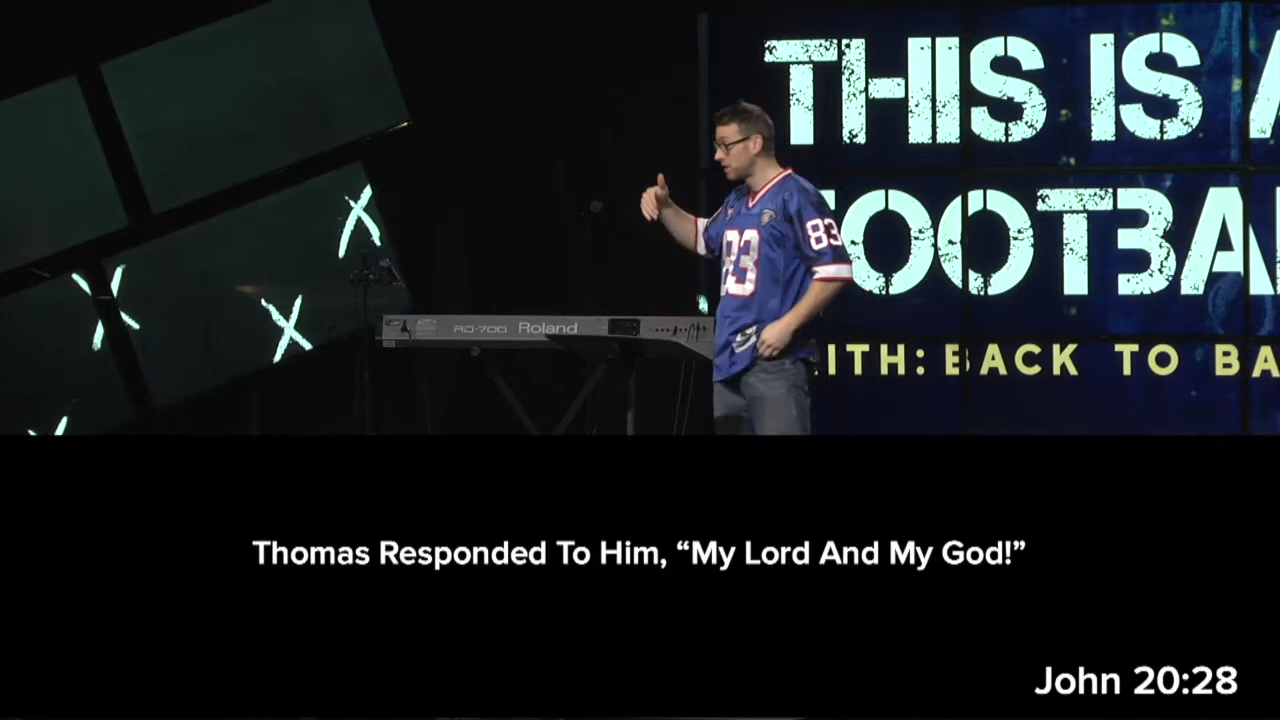 THIS IS A
FOOTBA
83
83
RD-700 Roland
ITH: BACK TO BA
Thomas Responded To Him, “My Lord And My God!”
John 20:28